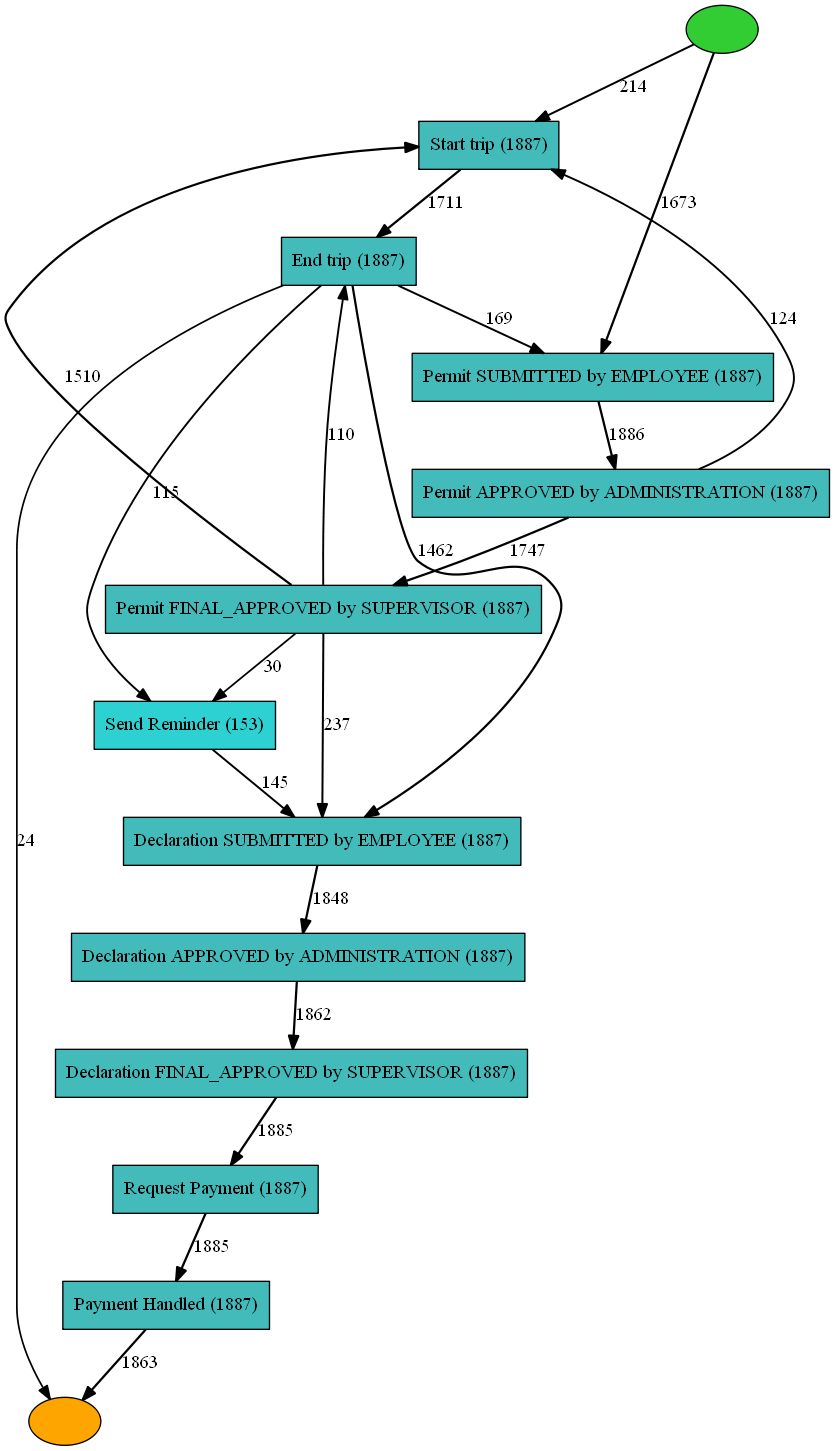 214
Start trip (1887)
1711
1673
End trip (1887)
169
124
Permit SUBMITTED by EMPLOYEE (1887)
1510
110
1886
115
Permit APPROVED by ADMINISTRATION (1887)
1462
1747
Permit FINAL_APPROVED by SUPERVISOR (1887)
30
Send Reminder (153)
237
145
24
Declaration SUBMITTED by EMPLOYEE (1887)
1848
Declaration APPROVED by ADMINISTRATION (1887)
1862
Declaration FINAL_APPROVED by SUPERVISOR (1887)
1885
Request Payment (1887)
1885
Payment Handled (1887)
1863